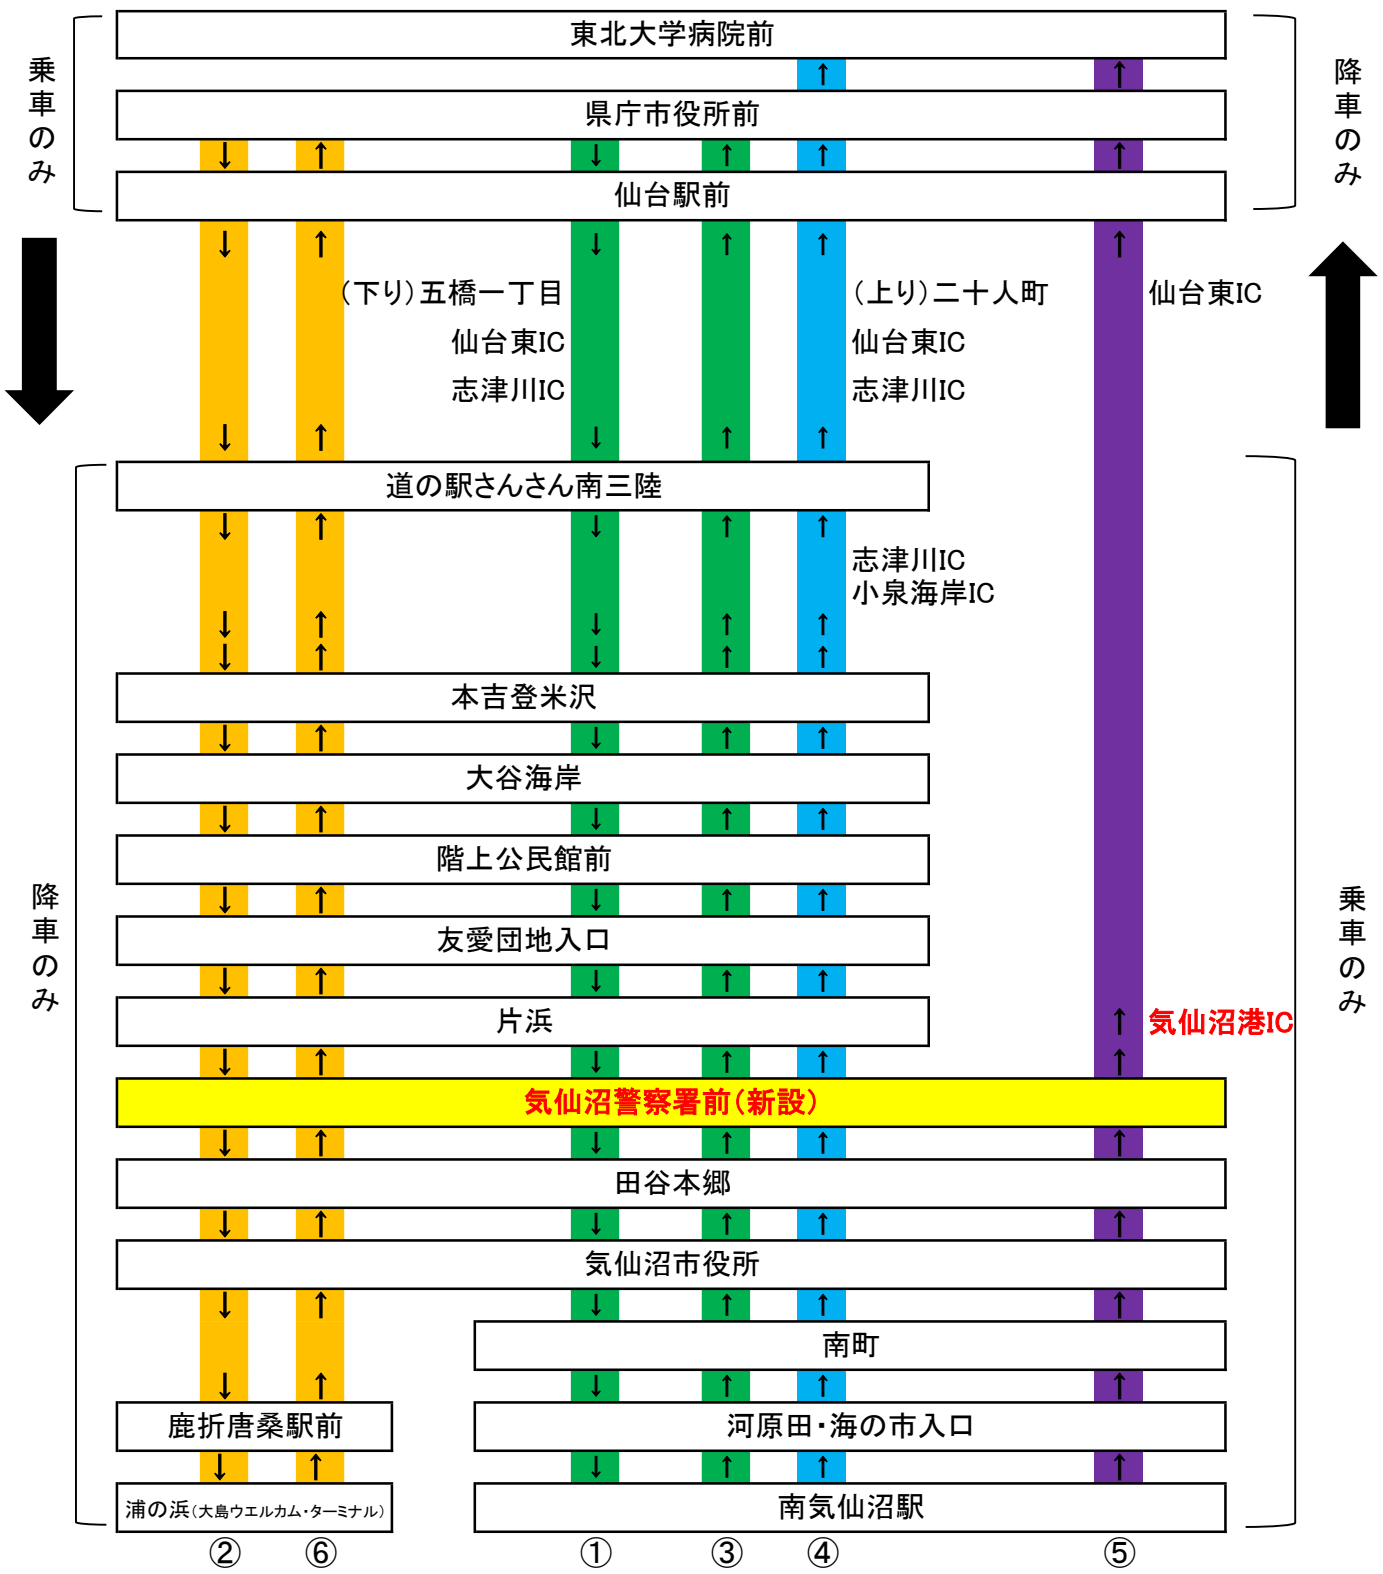 東北大学病院前
乗車のみ
降車のみ
↑ ↑
県庁市役所前
↓ ↑ ↓ ↑ ↑ ↑
仙台駅前
↓ ↑ ↓ ↑ ↑ ↑
(下り)五橋一丁目
(上り)二十人町
仙台東IC
仙台東IC
仙台東IC
志津川IC
志津川IC
↓ ↑ ↓ ↑ ↑
道の駅さんさん南三陸
↓ ↑ ↓ ↑ ↑
志津川IC
小泉海岸IC
↓ ↑ ↓ ↑ ↑
↓ ↑ ↓ ↑ ↑
本吉登米沢
↓ ↑ ↓ ↑ ↑
大谷海岸
↓ ↑ ↓ ↑ ↑
階上公民館前
↓ ↑ ↓ ↑ ↑
降車のみ
乗車のみ
友愛団地入口
↓ ↑ ↓ ↑ ↑
片浜
↑ 気仙沼港IC
↓ ↑ ↓ ↑ ↑ ↑
気仙沼警察署前(新設)
↓ ↑ ↓ ↑ ↑ ↑
田谷本郷
↓ ↑ ↓ ↑ ↑ ↑
気仙沼市役所
↓ ↑ ↓ ↑ ↑ ↑
南町
↓ ↑ ↓ ↑ ↑ ↑
鹿折唐桑駅前
河原田・海の市入口
↓ ↑ ↓ ↑ ↑ ↑
浦の浜(大島ウエルカム・ターミナル)
南気仙沼駅
② ⑥ ① ③ ④ ⑤